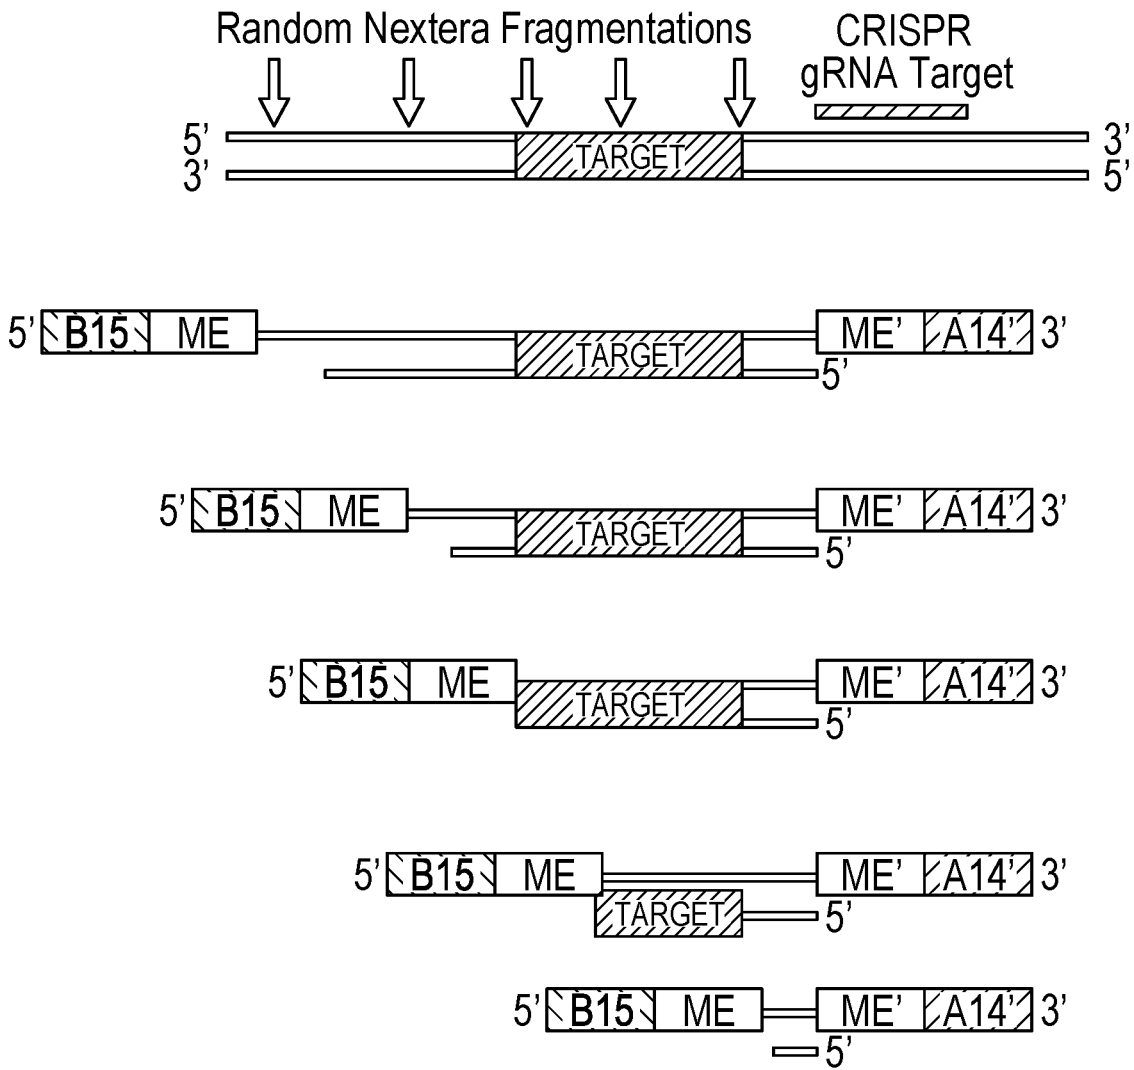 Random Nextera Fragmentations
CRISPR
gRNA Target
5’ 3’
TARGET
3’ 5’
5’ B15 ME ME’ A14’ 3’
TARGET
5’
5’ B15 ME ME’ A14’ 3’
TARGET
5’
5’ B15 ME ME’ A14’ 3’
TARGET
5’
5’ B15 ME ME’ A14’ 3’
TARGET
5’
5’ B15 ME ME’ A14’ 3’
5’